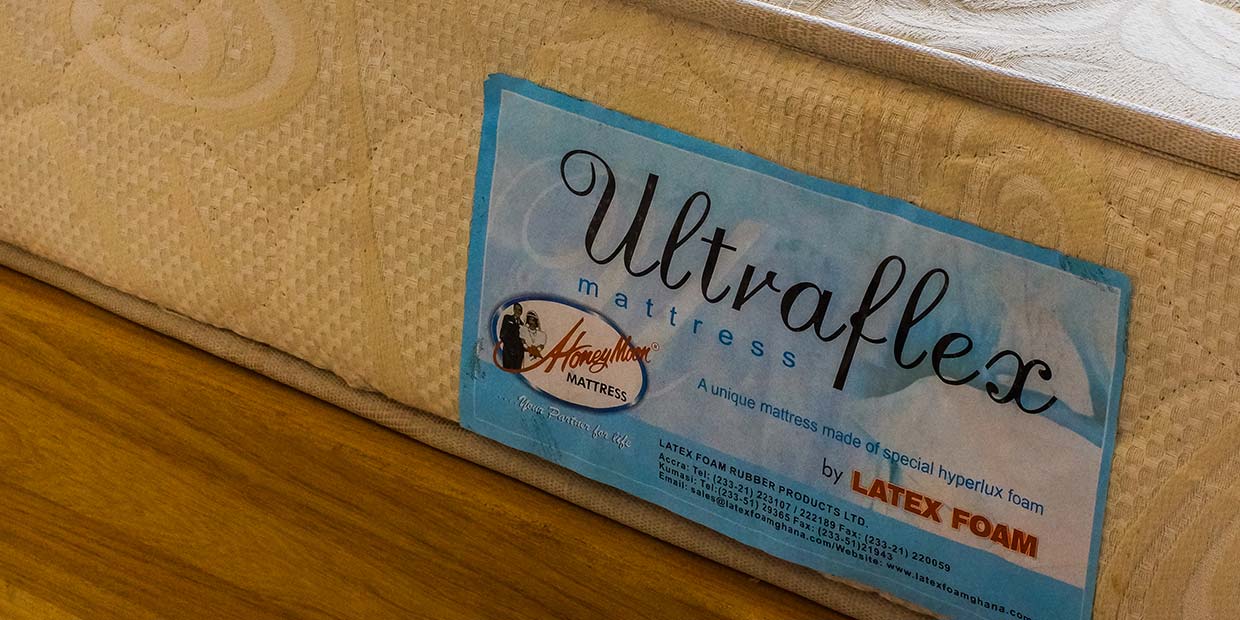 Ultraflex
mattress
HoneyMoon®
MATTRESS
.... Your Partner for life
A unique mattress made of special hyperlux foam
by LATEX FOAM
LATEX FOAM RUBBER PRODUCTS LTD.
Accra: Tel: (233-21) 223107 / 222189 Fax: (233-21) 220059
Kumasi: Tel:(233-51) 29365 Fax: (233-51)21943
Email: sales@latexfoamghana.com/Website: www.latexfoamghana.com